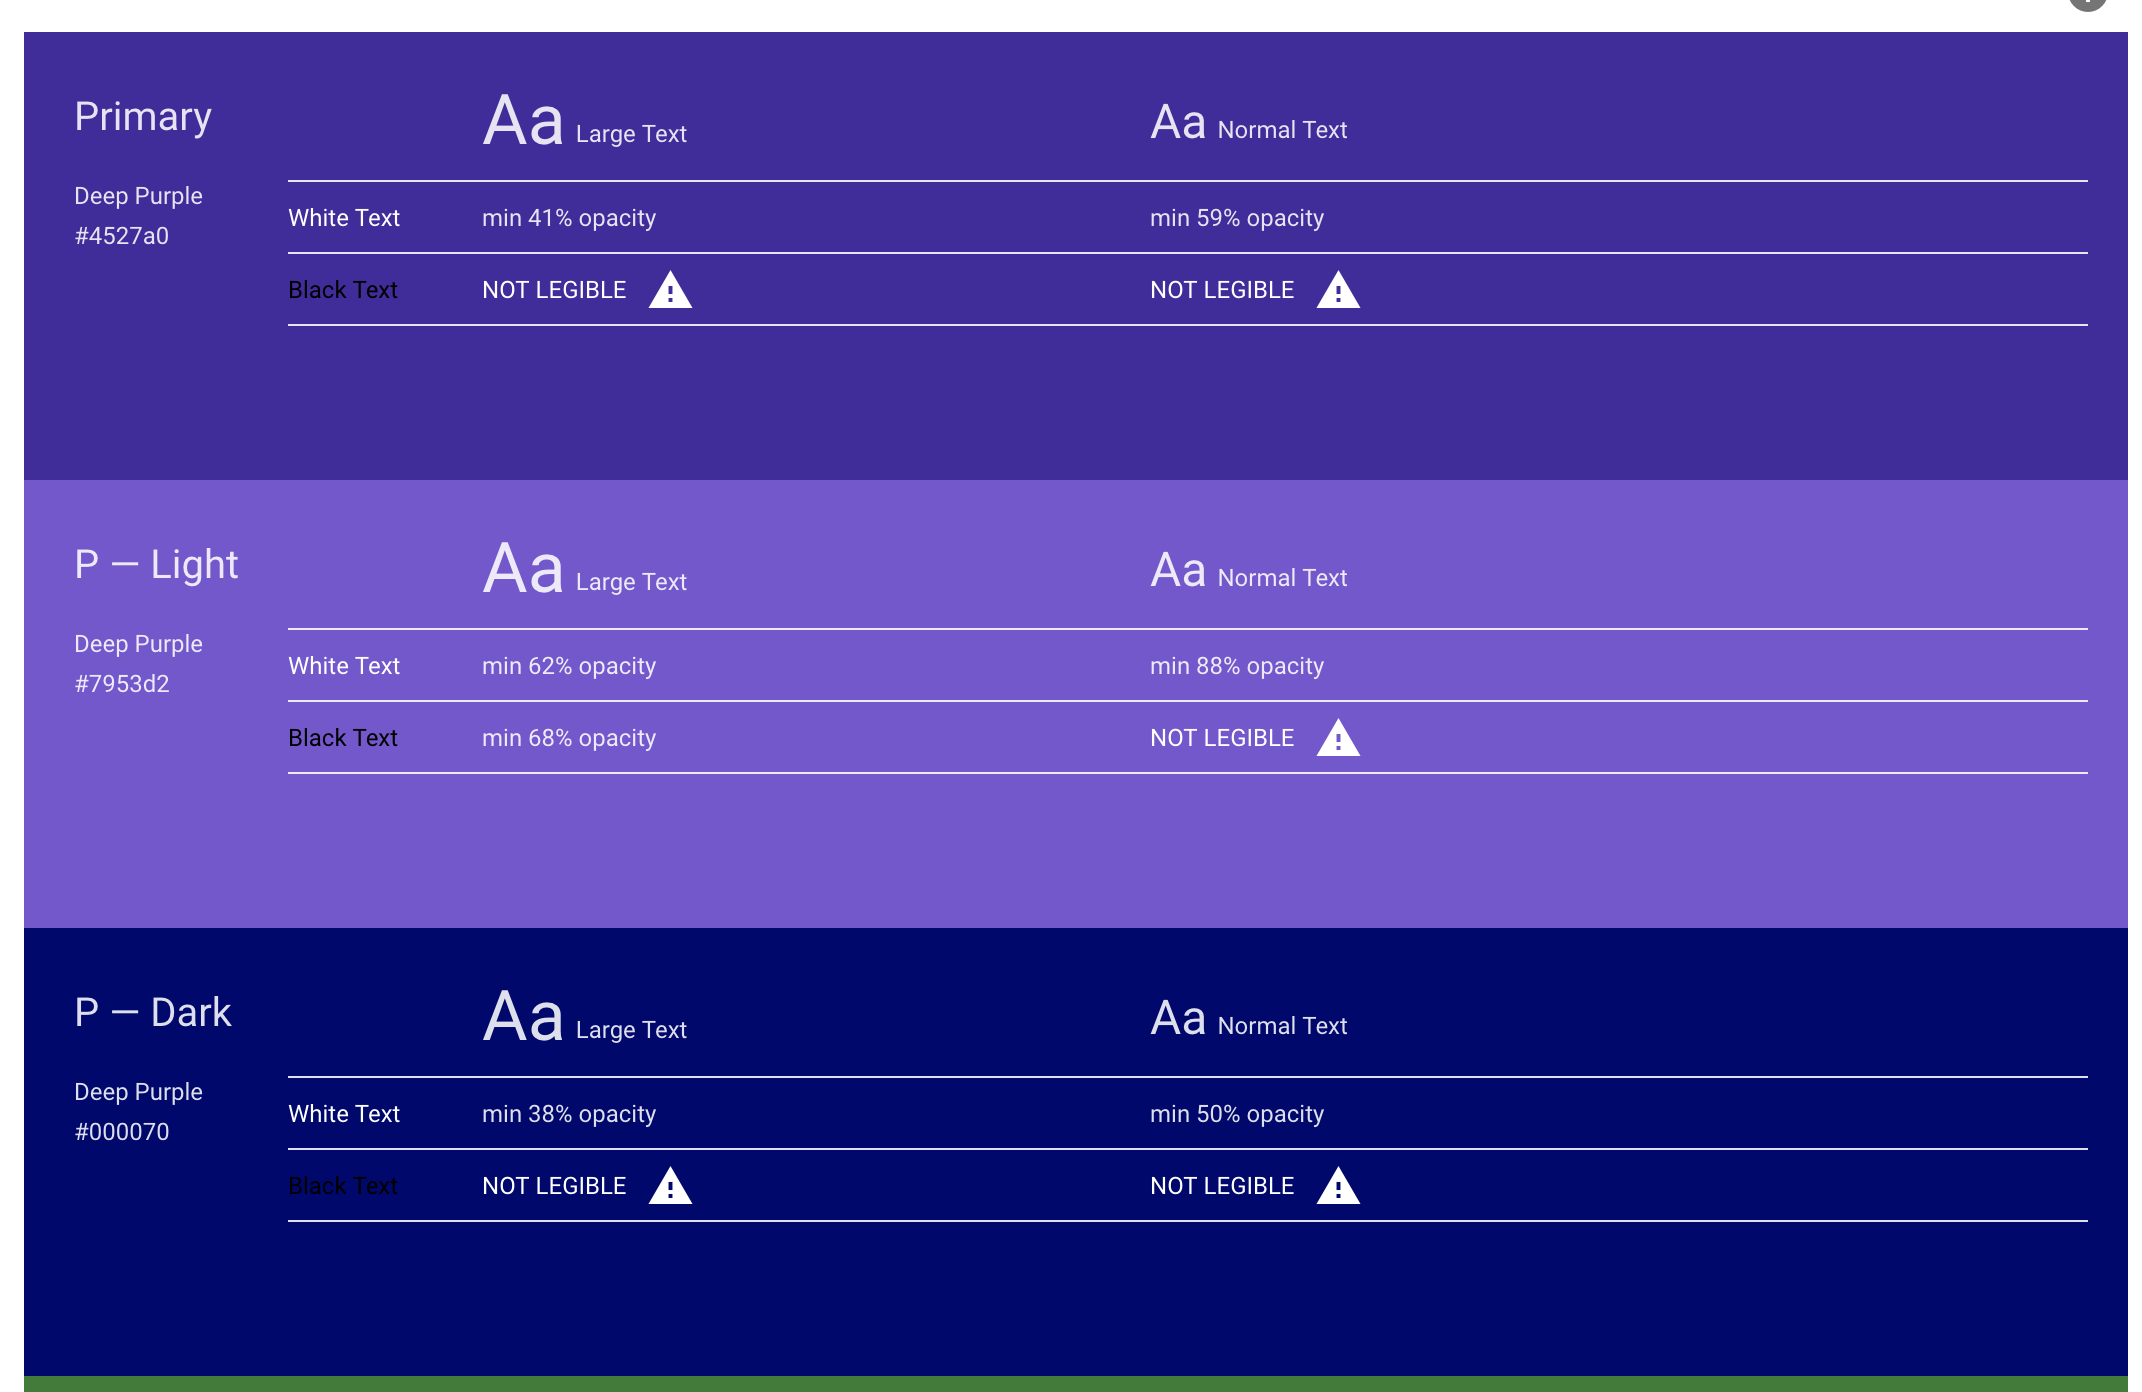 Primary
Aa Large Text
Aa Normal Text
Deep Purple
#4527a0
White Text min 41% opacity min 59% opacity
Black Text NOT LEGIBLE NOT LEGIBLE
P — Light
Aa Large Text
Aa Normal Text
Deep Purple
#7953d2
White Text min 62% opacity min 88% opacity
Black Text min 68% opacity NOT LEGIBLE
P — Dark
Aa Large Text
Aa Normal Text
Deep Purple
#000070
White Text min 38% opacity min 50% opacity
Black Text NOT LEGIBLE NOT LEGIBLE